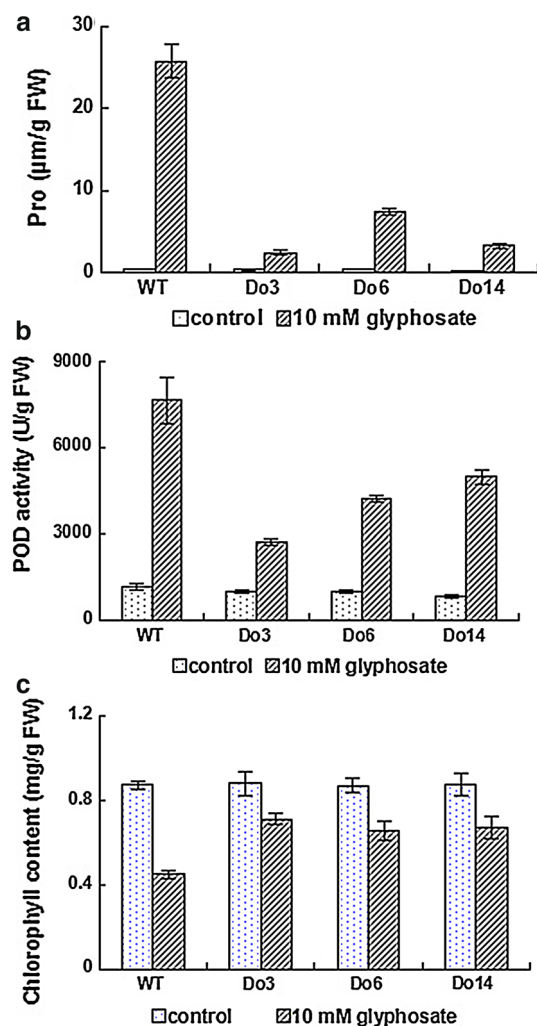 a
30
20
10
0
Pro (µm/g FW)
WT Do3 Do6 Do14
control 10 mM glyphosate
b
9000
6000
3000
0
POD activity (U/g FW)
WT Do3 Do6 Do14
control 10 mM glyphosate
c
1.2
0.8
0.4
0
Chlorophyll content (mg/g FW)
WT Do3 Do6 Do14
control 10 mM glyphosate